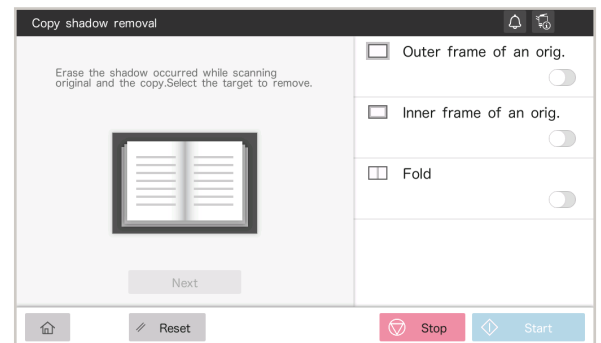 Copy shadow removal
Erase the shadow occurred while scanning
original and the copy.Select the target to remove.
Next
Outer frame of an orig.
Inner frame of an orig.
Fold
Reset
Stop
Start